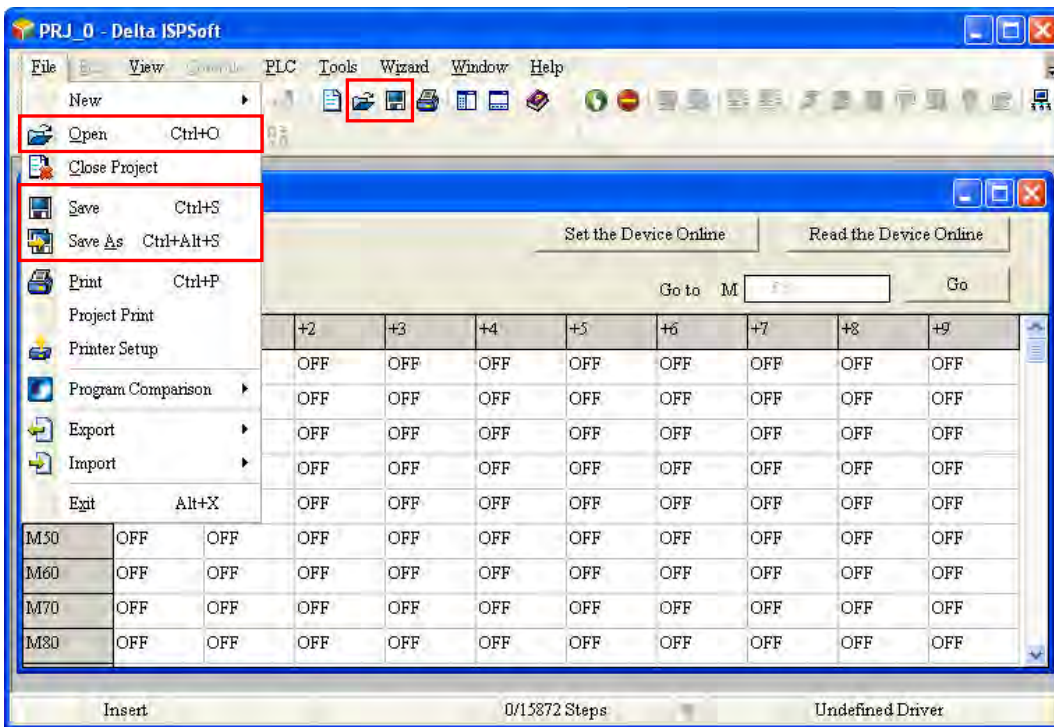 PRJ_0 - Delta ISPSoft
File View PLC Tools Wizard Window Help
New
Open Ctrl+O
Close Project
Save Ctrl+S
Save As Ctrl+Alt+S
Print Ctrl+P
Project Print
Printer Setup
Program Comparison
Export
Import
Exit Alt+X
Set the Device Online Read the Device Online
Go to M Go
+2 +3 +4 +5 +6 +7 +8 +9
OFF OFF OFF OFF OFF OFF OFF OFF
OFF OFF OFF OFF OFF OFF OFF OFF
OFF OFF OFF OFF OFF OFF OFF OFF
OFF OFF OFF OFF OFF OFF OFF OFF
OFF OFF OFF OFF OFF OFF OFF OFF
M50 OFF OFF OFF OFF OFF OFF OFF OFF OFF OFF
M60 OFF OFF OFF OFF OFF OFF OFF OFF OFF OFF
M70 OFF OFF OFF OFF OFF OFF OFF OFF OFF OFF
M80 OFF OFF OFF OFF OFF OFF OFF OFF OFF OFF
Insert 0/15872 Steps Undefined Driver